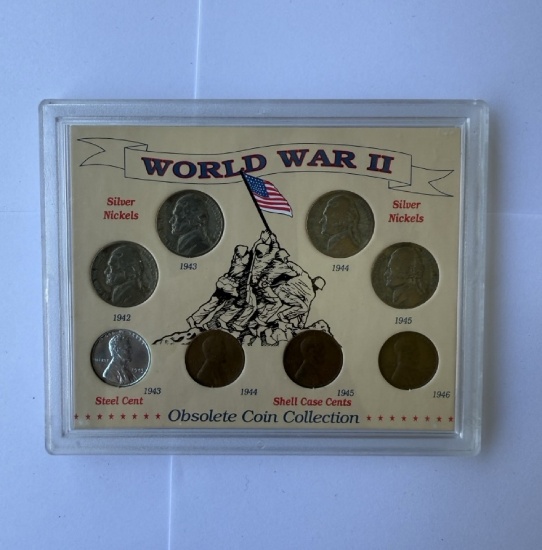 WORLD WAR II
Silver
Nickels
Silver
Nickels
1943
1944
1942
1945
1943
1944
1945
1946
Steel Cent
Shell Case Cents
Obsolete Coin Collection